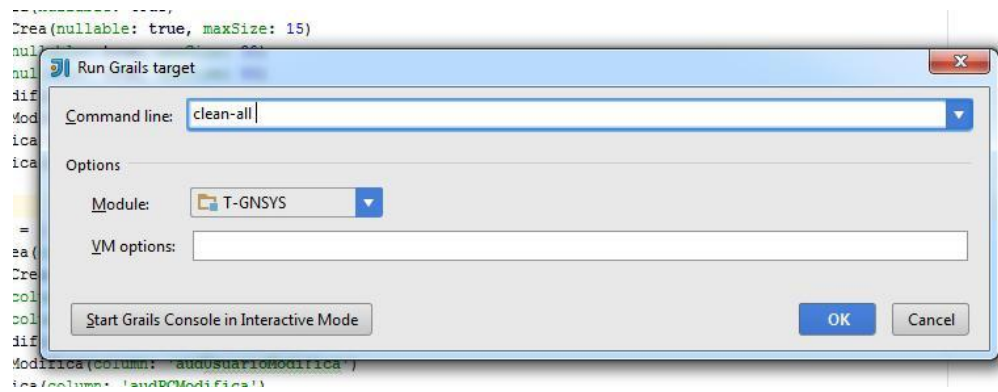 Crea(nullable: true, maxSize: 15)
Run Grails target
Command line: clean-all
Options
Module: T-GNSYS
VM options:
Start Grails Console in Interactive Mode
OK
Cancel
Modifica(column: 'audUsuarioModifica')
ica(column: 'audPCModifica')